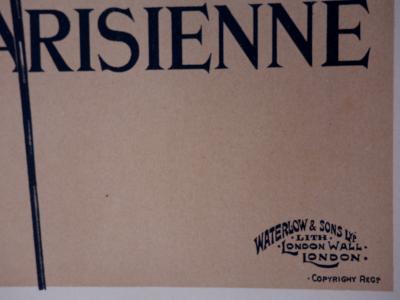 ARISIENNE
WATERLOW & SONS LTD
· LITH ·
· LONDON WALL ·
LONDON ·
· COPYRIGHT REGD